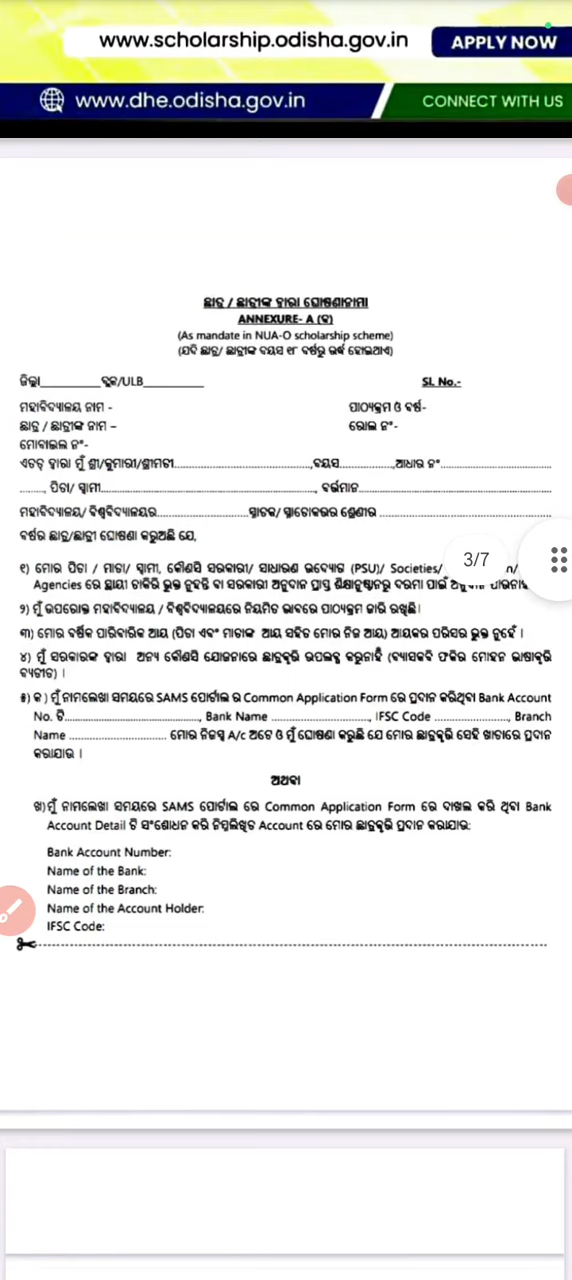 www.scholarship.odisha.gov.in APPLY NOW
www.dhe.odisha.gov.in CONNECT WITH US
ଛାତ୍ର / ଛାତ୍ରୀଙ୍କ ଦ୍ୱାରା ଘୋଷଣାନାମା
ANNEXURE- A (କ)
(As mandate in NUA-O scholarship scheme)
(ଯଦି ଛାତ୍ର/ ଛାତ୍ରୀଙ୍କ ବୟସ ୧୮ ବର୍ଷରୁ ଉର୍ଦ୍ଧ୍ଵ ହୋଇଥାଏ)
ଜିଲ୍ଲା_________ବ୍ଲକ/ULB_________ SL No.-
ମହାବିଦ୍ୟାଳୟ ନାମ - ପାଠ୍ୟକ୍ରମ ଓ ବର୍ଷ-
ଛାତ୍ର / ଛାତ୍ରୀଙ୍କ ନାମ – ରୋଲ ନଂ-
ମୋବାଇଲ ନଂ-
ଏତଦ୍ ଦ୍ୱାରା ମୁଁ ଶ୍ରୀ/କୁମାରୀ/ଶ୍ରୀମତୀ....................................,ବୟସ..............,ଆଧାର ନଂ............................
........, ପିତା/ ସ୍ୱାମୀ......................................................, ବର୍ତ୍ତମାନ..................................................
ମହାବିଦ୍ୟାଳୟ/ ବିଶ୍ୱବିଦ୍ୟାଳୟର........................ସ୍ନାତକ/ ସ୍ନାତୋକତ୍ତର ଶ୍ରେଣୀର ............................................
ବର୍ଷର ଛାତ୍ର/ଛାତ୍ରୀ ଘୋଷଣା କରୁଅଛି ଯେ,
3/7
୧) ମୋର ପିତା / ମାତା/ ସ୍ୱାମୀ, କୌଣସି ସରକାରୀ/ ସାଧାରଣ ଉଦ୍ୟୋଗ (PSU)/ Societies/
Agencies ରେ ସ୍ଥାୟୀ ଚାକିରି ଭୁକ୍ତ ନୁହନ୍ତି ବା ସରକାରୀ ଅନୁଦାନ ପ୍ରାପ୍ତ ଶିକ୍ଷାନୁଷ୍ଠାନରୁ ଦରମା ପାଇଁ
୨) ମୁଁ ଉପରୋକ୍ତ ମହାବିଦ୍ୟାଳୟ / ବିଶ୍ୱବିଦ୍ୟାଳୟରେ ନିୟମିତ ଭାବରେ ପାଠ୍ୟକ୍ରମ ଜାରି ରଖିଛି।
୩) ମୋର ବର୍ଷିକ ପାରିବାରିକ ଆୟ (ପିତା ଏବଂ ମାତାଙ୍କ ଆୟ ସହିତ ମୋର ନିଜ ଆୟ) ଆୟକର ପରିସର ଭୁକ୍ତ ନୁହେଁ ।
୪) ମୁଁ ସରକାରଙ୍କ ଦ୍ୱାରା ଅନ୍ୟ କୌଣସି ଯୋଜନାରେ ଛାତ୍ରବୃତ୍ତି ଉପଲବ୍ଧ କରୁନାହିଁ (ବ୍ୟାସକବି ଫକିର ମୋହନ ଭାଷାବୃତ୍ତି
ବ୍ୟତୀତ) ।
୫) କ ) ମୁଁ ନାମଲେଖା ସମୟରେ SAMS ପୋର୍ଟାଲ ର Common Application Form ରେ ପ୍ରଦାନ କରିଥିବା Bank Account
No. ଟି..................................., Bank Name ........................., IFSC Code ..................., Branch
Name ......................... ମୋର ନିଜସ୍ୱ A/c ଅଟେ ଓ ମୁଁ ଘୋଷଣା କରୁଛି ଯେ ମୋର ଛାତ୍ରବୃତ୍ତି ସେହି ଖାତାରେ ପ୍ରଦାନ
କରାଯାଉ ।
ଅଥବା
ଖ)ମୁଁ ନାମଲେଖା ସମୟରେ SAMS ପୋର୍ଟାଲ ରେ Common Application Form ରେ ଦାଖଲ କରି ଥିବା Bank
Account Detail ଟି ସଂଶୋଧନ କରି ନିମ୍ନଲିଖିତ Account ରେ ମୋର ଛାତ୍ରବୃତ୍ତି ପ୍ରଦାନ କରାଯାଉ:
Bank Account Number:
Name of the Bank:
Name of the Branch:
Name of the Account Holder:
IFSC Code: